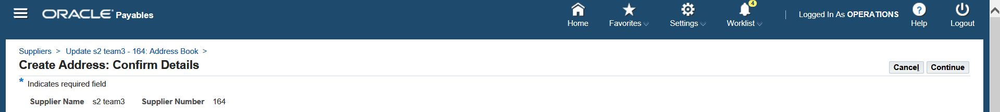 ORACLE Payables
4
Home Favorites Settings Worklist Logged In As OPERATIONS Help Logout
Suppliers > Update s2 team3 - 164: Address Book >
Create Address: Confirm Details
Cancel Continue
* Indicates required field
Supplier Name s2 team3 Supplier Number 164